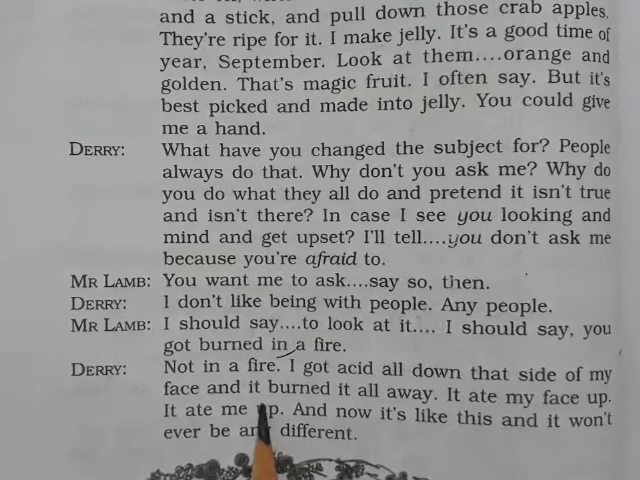 and a stick, and pull down those crab apples.
They're ripe for it. I make jelly. It's a good time of
year, September. Look at them....orange and
golden. That's magic fruit. I often say. But it's
best picked and made into jelly. You could give
me a hand.
DERRY: What have you changed the subject for? People
always do that. Why don't you ask me? Why do
you do what they all do and pretend it isn't true
and isn't there? In case I see you looking and
mind and get upset? I'll tell....you don't ask me
because you're afraid to.
MR LAMB: You want me to ask....say so, then.
DERRY: I don't like being with people. Any people.
MR LAMB: I should say....to look at it.... I should say, you
got burned in a fire.
DERRY: Not in a fire. I got acid all down that side of my
face and it burned it all away. It ate my face up.
It ate me up. And now it's like this and it won't
ever be any different.